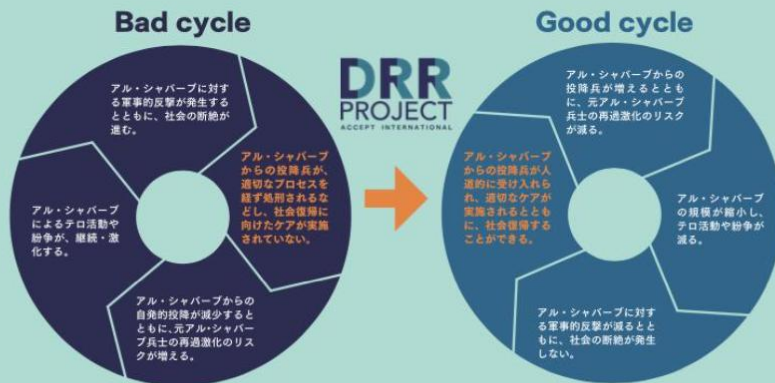 Bad cycle
アル・シャバーブに対す
る軍事的反撃が発生する
とともに、社会の断絶が
進む。
アル・シャバーブ
からの投降兵が、
適切なプロセスを
経ず処刑されるな
どし、社会復帰に
向けたケアが実施
されていない。
アル・シャバーブからの
自発的投降が減少すると
ともに、元アル・シャバー
ブ兵士の再過激化のリス
クが増える。
アル・シャバーブ
によるテロ活動や
紛争が、継続・激
化する。
DRR
PROJECT
ACCEPT INTERNATIONAL
Good cycle
アル・シャバーブからの
投降兵が増えるととも
に、元アル・シャバーブ
兵士の再過激化のリスク
が減る。
アル・シャバーブ
の規模が縮小し、
テロ活動や紛争が
減る。
アル・シャバーブに対す
る軍事的反撃が減るとと
もに、社会の断絶が発生
しない。
アル・シャバーブ
からの投降兵が人
道的に受け入れら
れ、適切なケアが
実施されるととも
に、社会復帰する
ことができる。